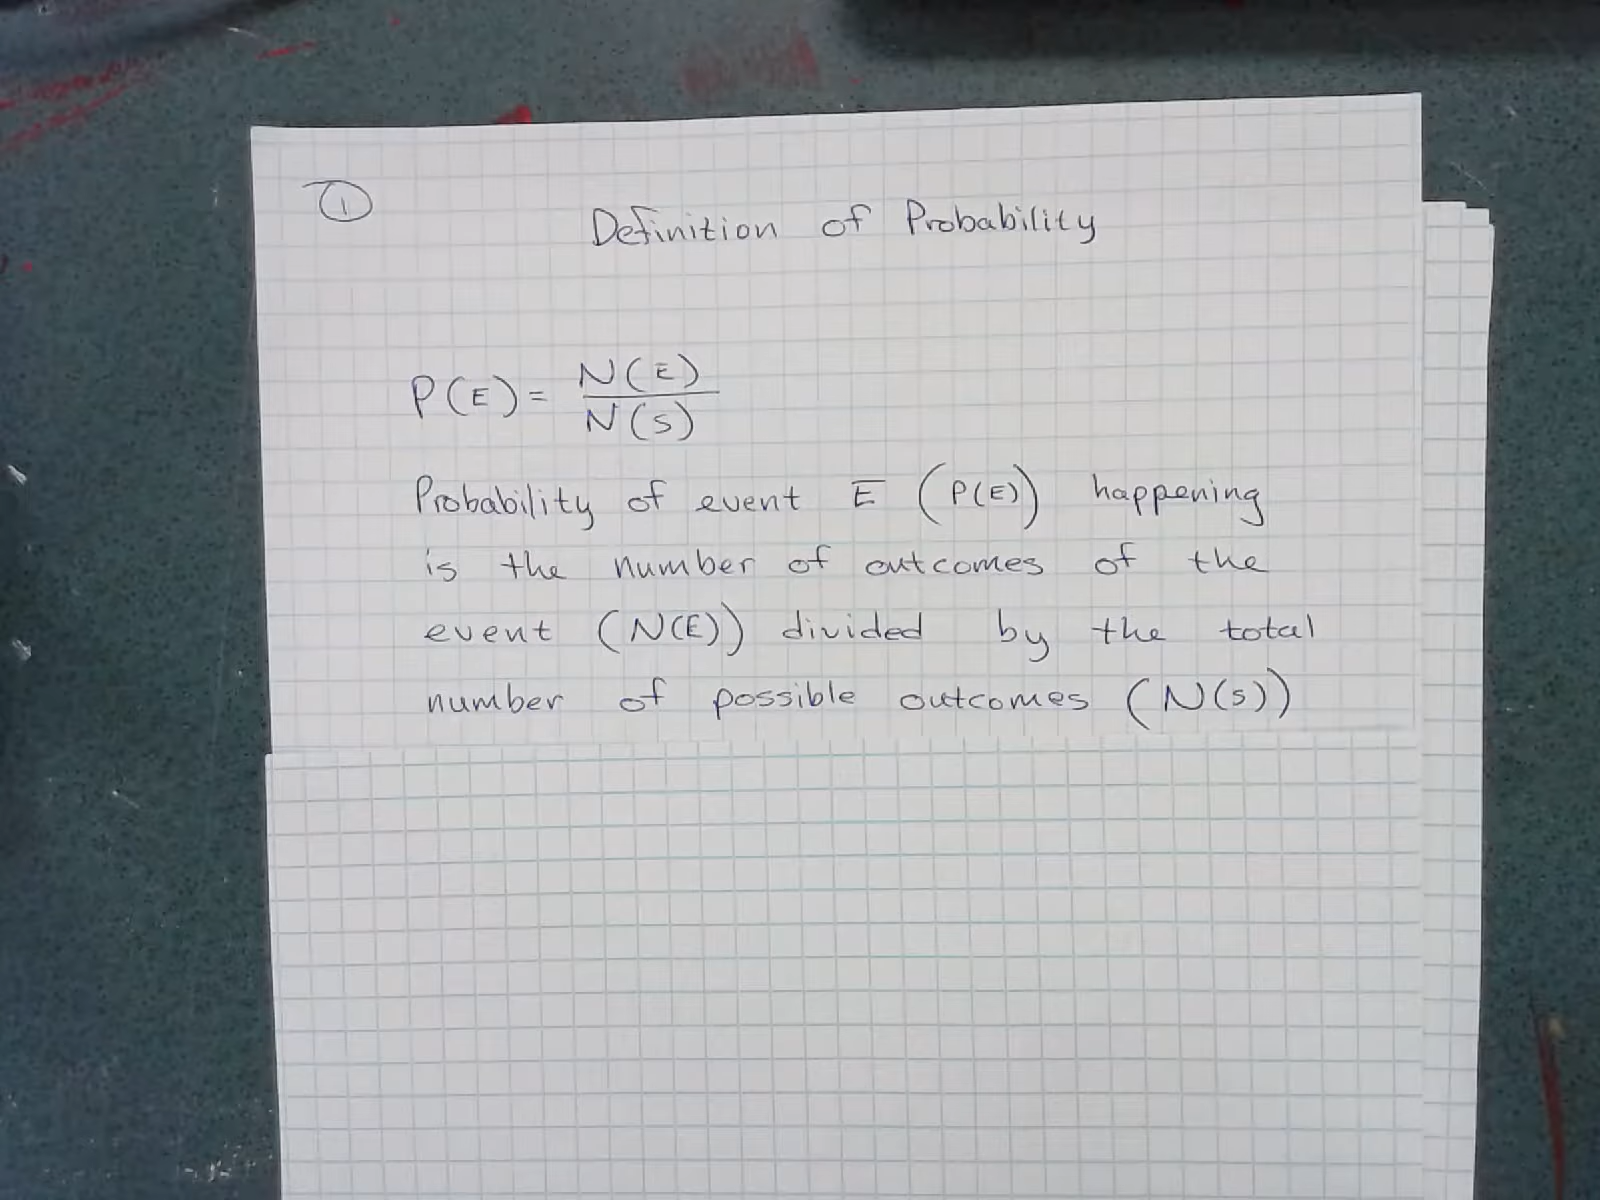 ①
Definition of Probability
P(E) = N(E)/N(S)
Probability of event E (P(E)) happening
is the number of outcomes of the
event (N(E)) divided by the total
number of possible outcomes (N(S))